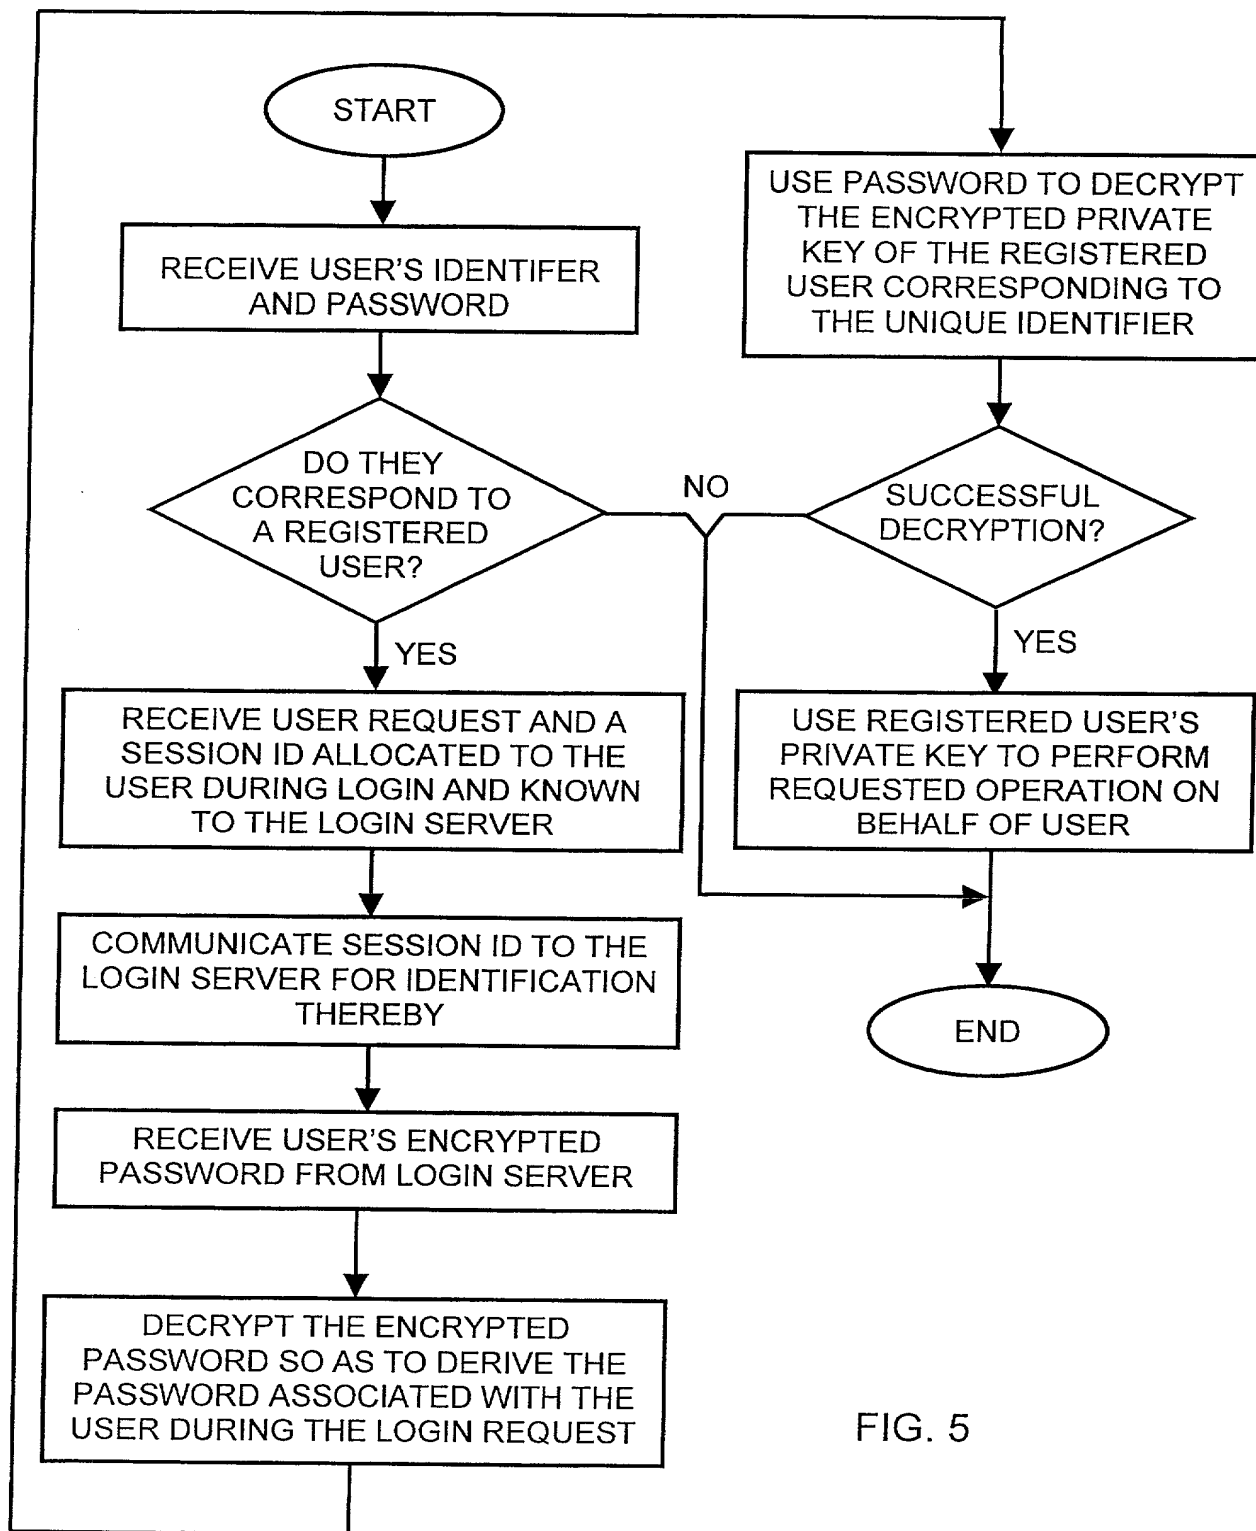 START
RECEIVE USER'S IDENTIFER
AND PASSWORD
DO THEY
CORRESPOND TO
A REGISTERED
USER?
YES
RECEIVE USER REQUEST AND A
SESSION ID ALLOCATED TO THE
USER DURING LOGIN AND KNOWN
TO THE LOGIN SERVER
COMMUNICATE SESSION ID TO THE
LOGIN SERVER FOR IDENTIFICATION
THEREBY
RECEIVE USER'S ENCRYPTED
PASSWORD FROM LOGIN SERVER
DECRYPT THE ENCRYPTED
PASSWORD SO AS TO DERIVE THE
PASSWORD ASSOCIATED WITH THE
USER DURING THE LOGIN REQUEST
USE PASSWORD TO DECRYPT
THE ENCRYPTED PRIVATE
KEY OF THE REGISTERED
USER CORRESPONDING TO
THE UNIQUE IDENTIFIER
NO
SUCCESSFUL
DECRYPTION?
YES
USE REGISTERED USER'S
PRIVATE KEY TO PERFORM
REQUESTED OPERATION ON
BEHALF OF USER
END
FIG. 5